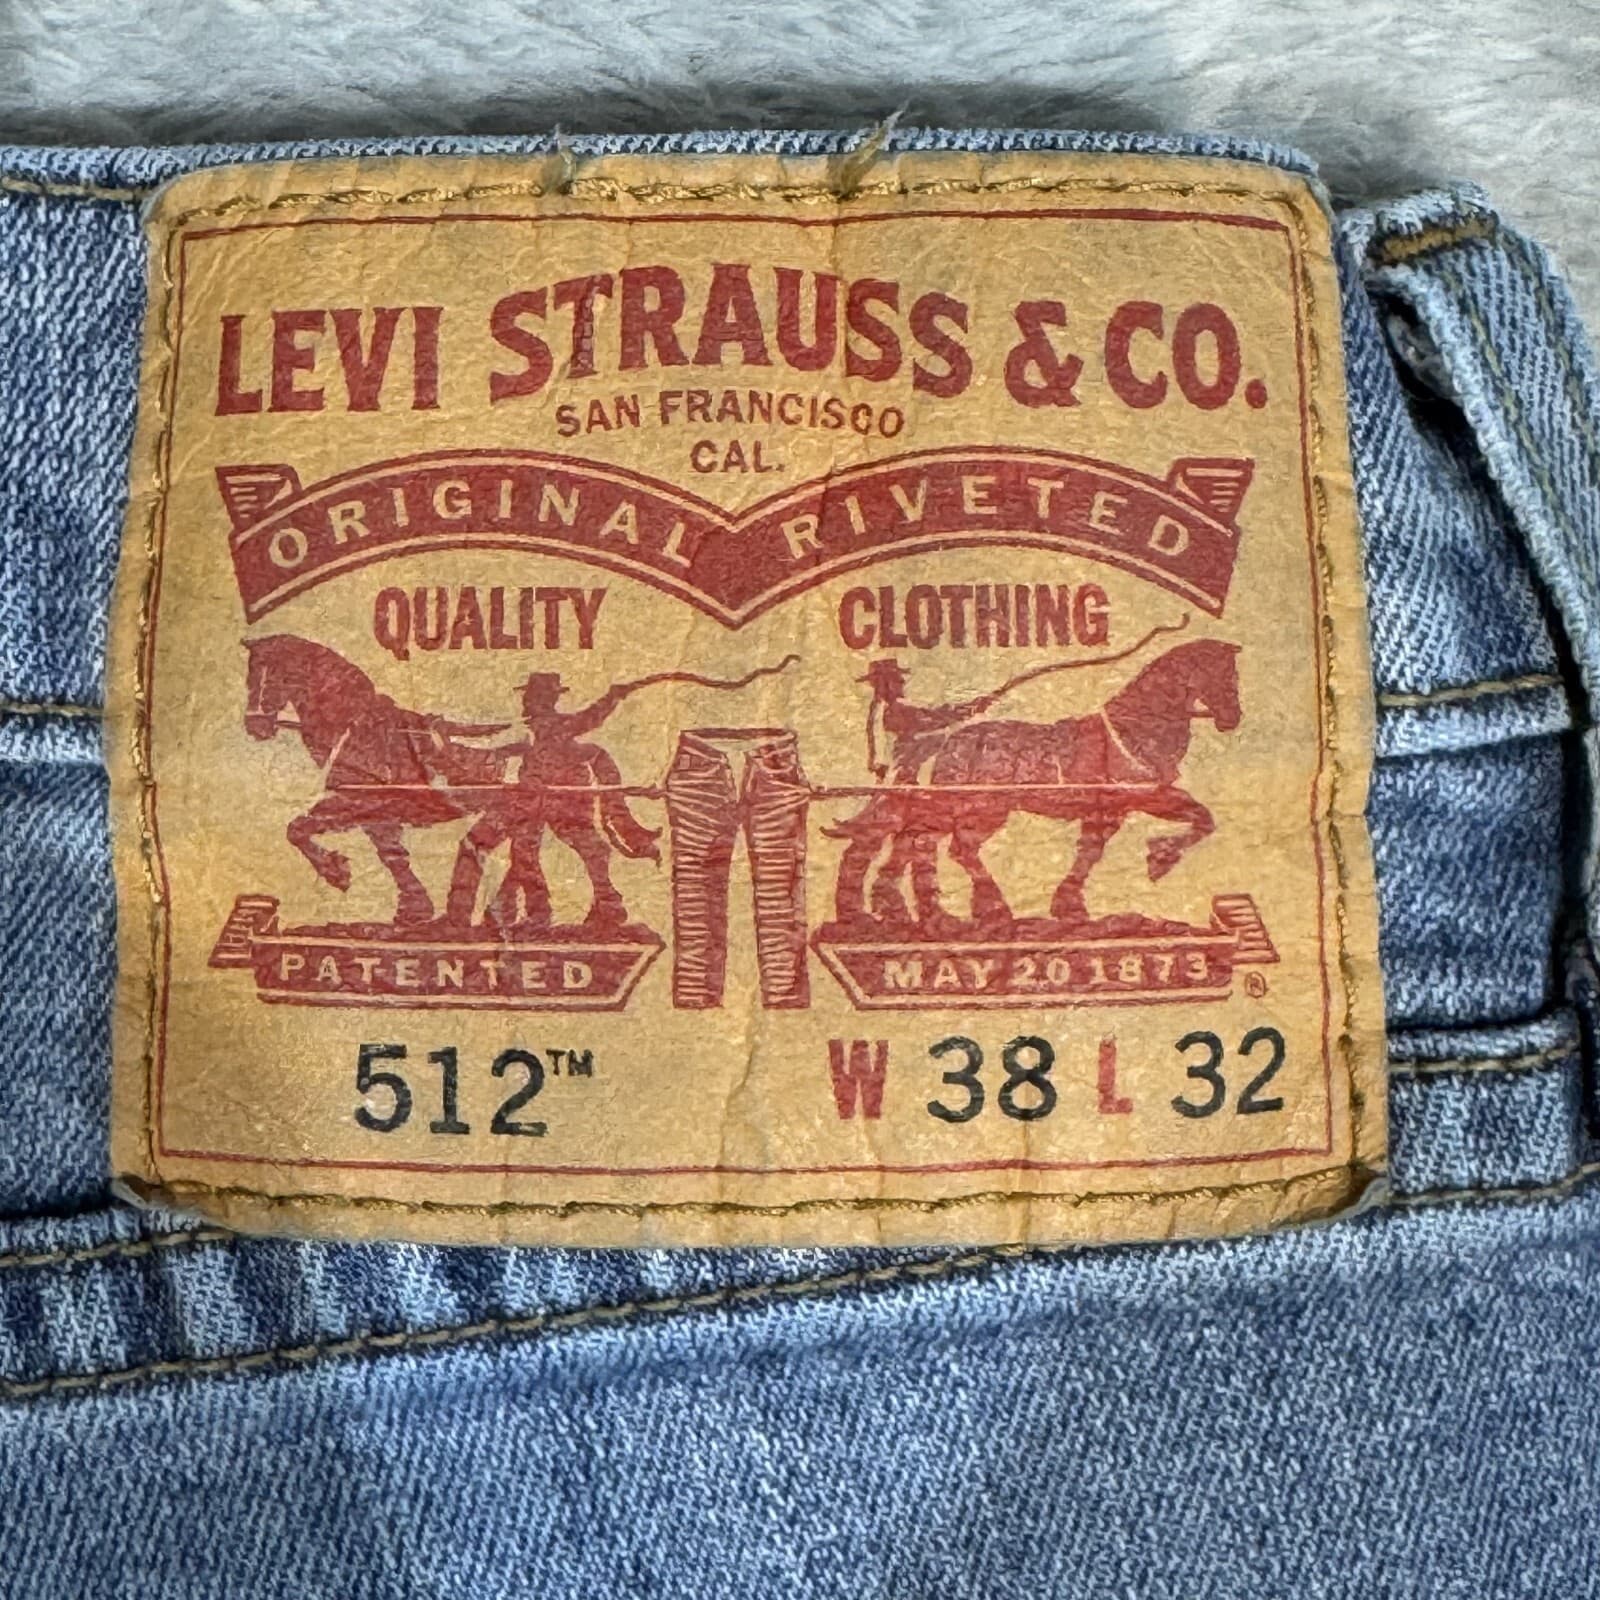 LEVI STRAUSS & CO.
SAN FRANCISCO
CAL.
ORIGINAL RIVETED
QUALITY CLOTHING
PATENTED MAY 20 1873 ®
512™ W 38 L 32